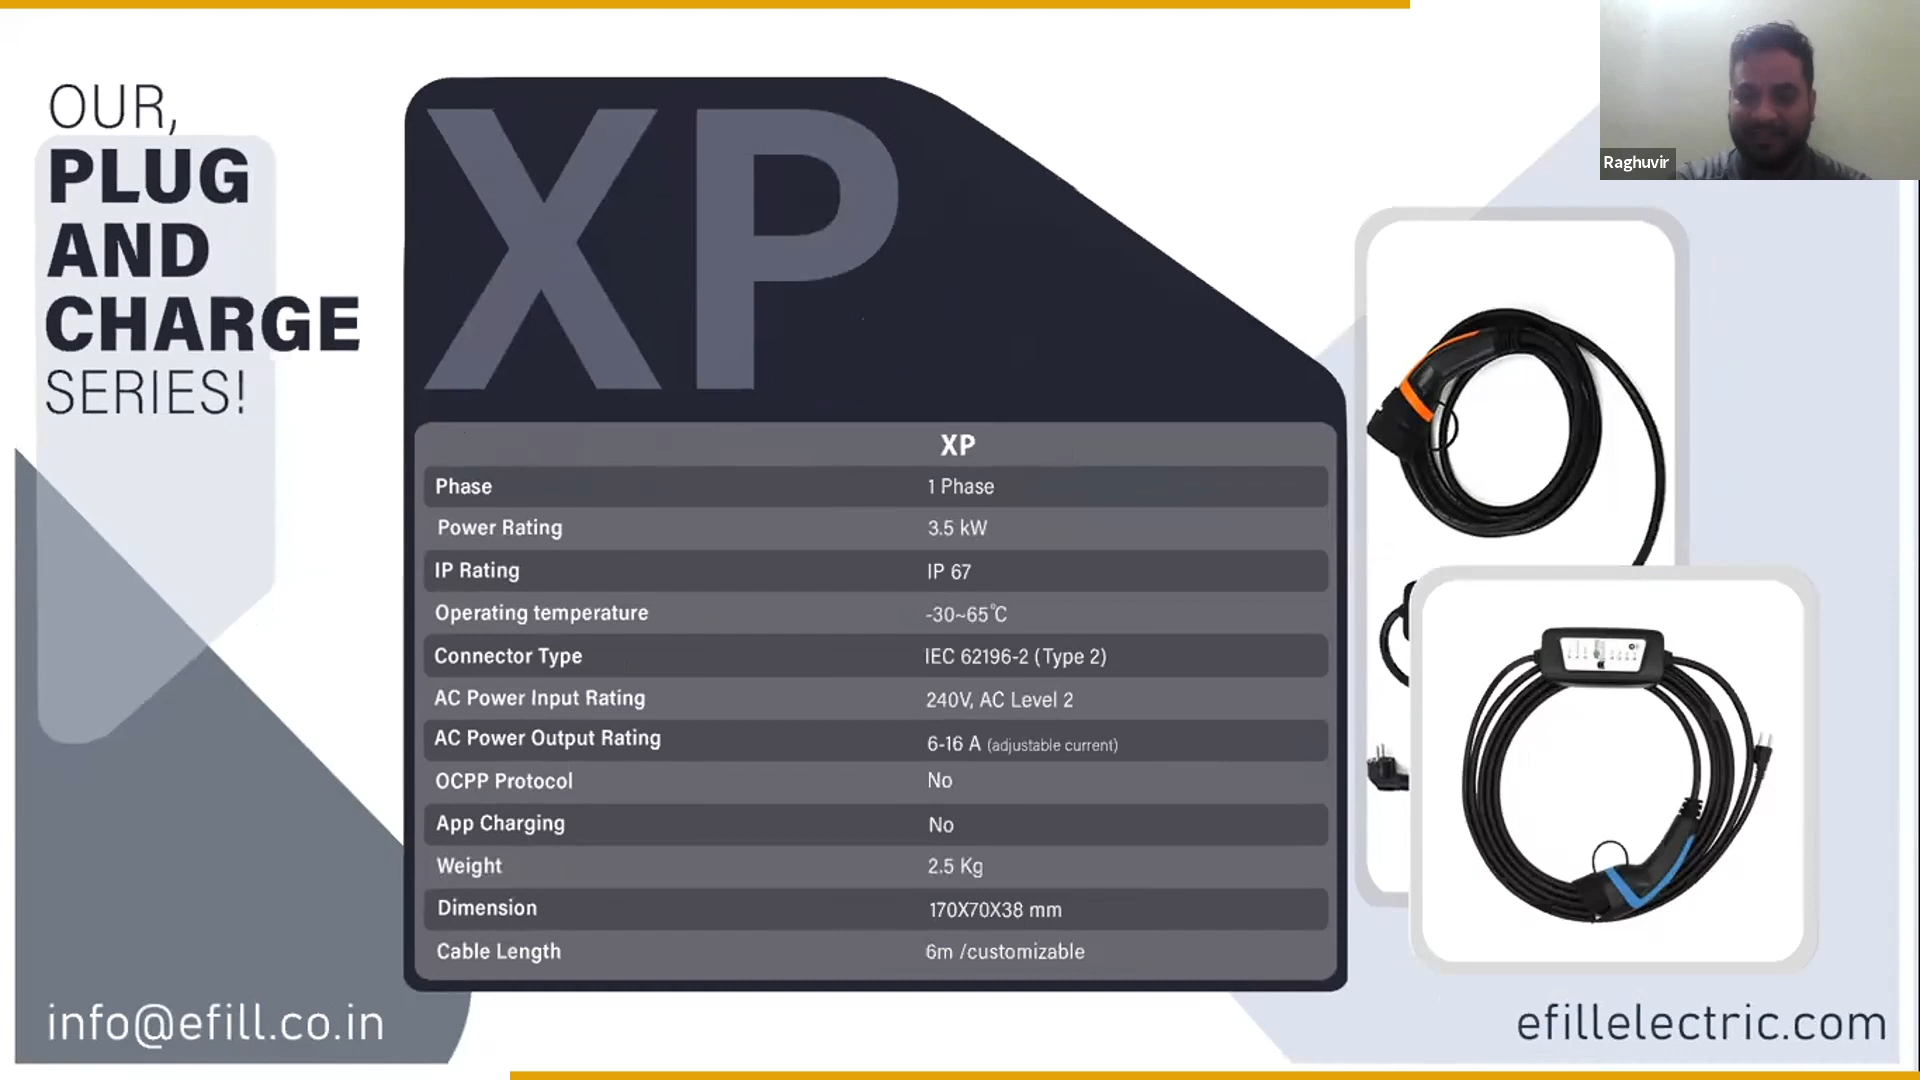 OUR,
PLUG
AND
CHARGE
SERIES!
XP
XP
Phase 1 Phase
Power Rating 3.5 kW
IP Rating IP 67
Operating temperature -30~65°C
Connector Type IEC 62196-2 (Type 2)
AC Power Input Rating 240V, AC Level 2
AC Power Output Rating 6-16 A (adjustable current)
OCPP Protocol No
App Charging No
Weight 2.5 Kg
Dimension 170X70X38 mm
Cable Length 6m /customizable
Raghuvir
info@efill.co.in
efillelectric.com